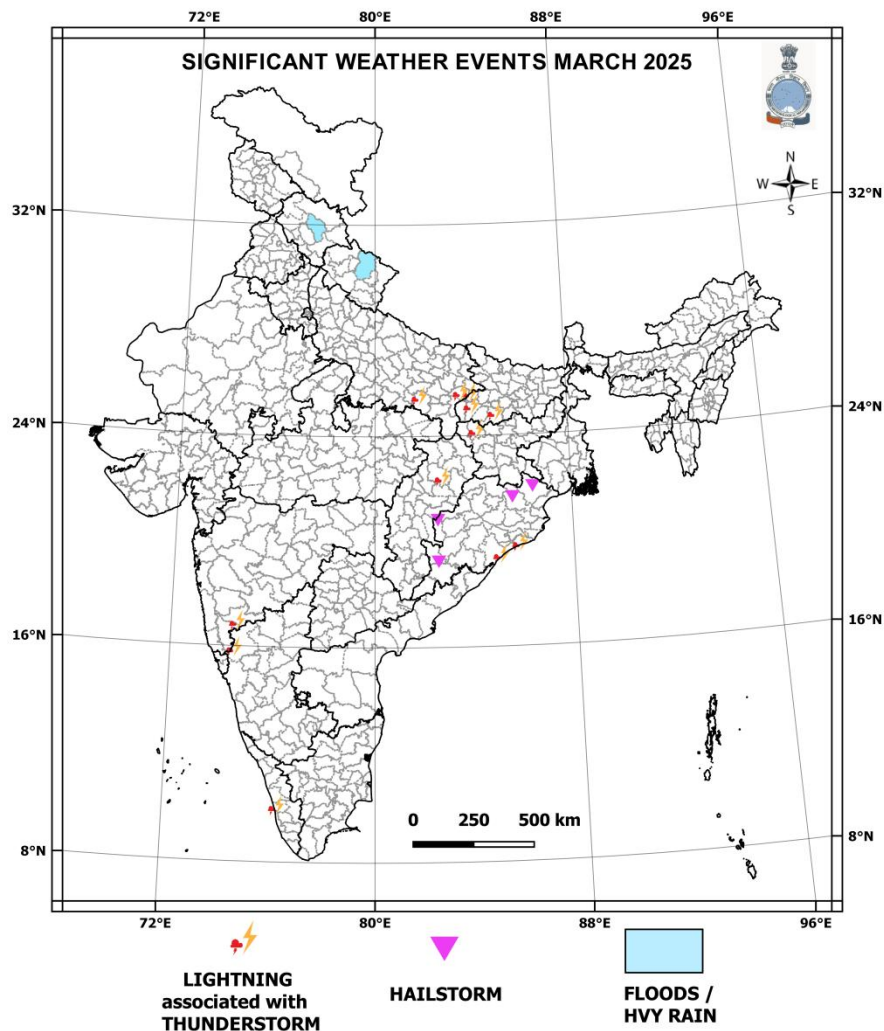 72°E 80°E 88°E 96°E
SIGNIFICANT WEATHER EVENTS MARCH 2025
N
W E
S
32°N 32°N
24°N 24°N
16°N 16°N
0 250 500 km
8°N 8°N
72°E 80°E 88°E 96°E
LIGHTNING
associated with
THUNDERSTORM
HAILSTORM
FLOODS /
HVY RAIN